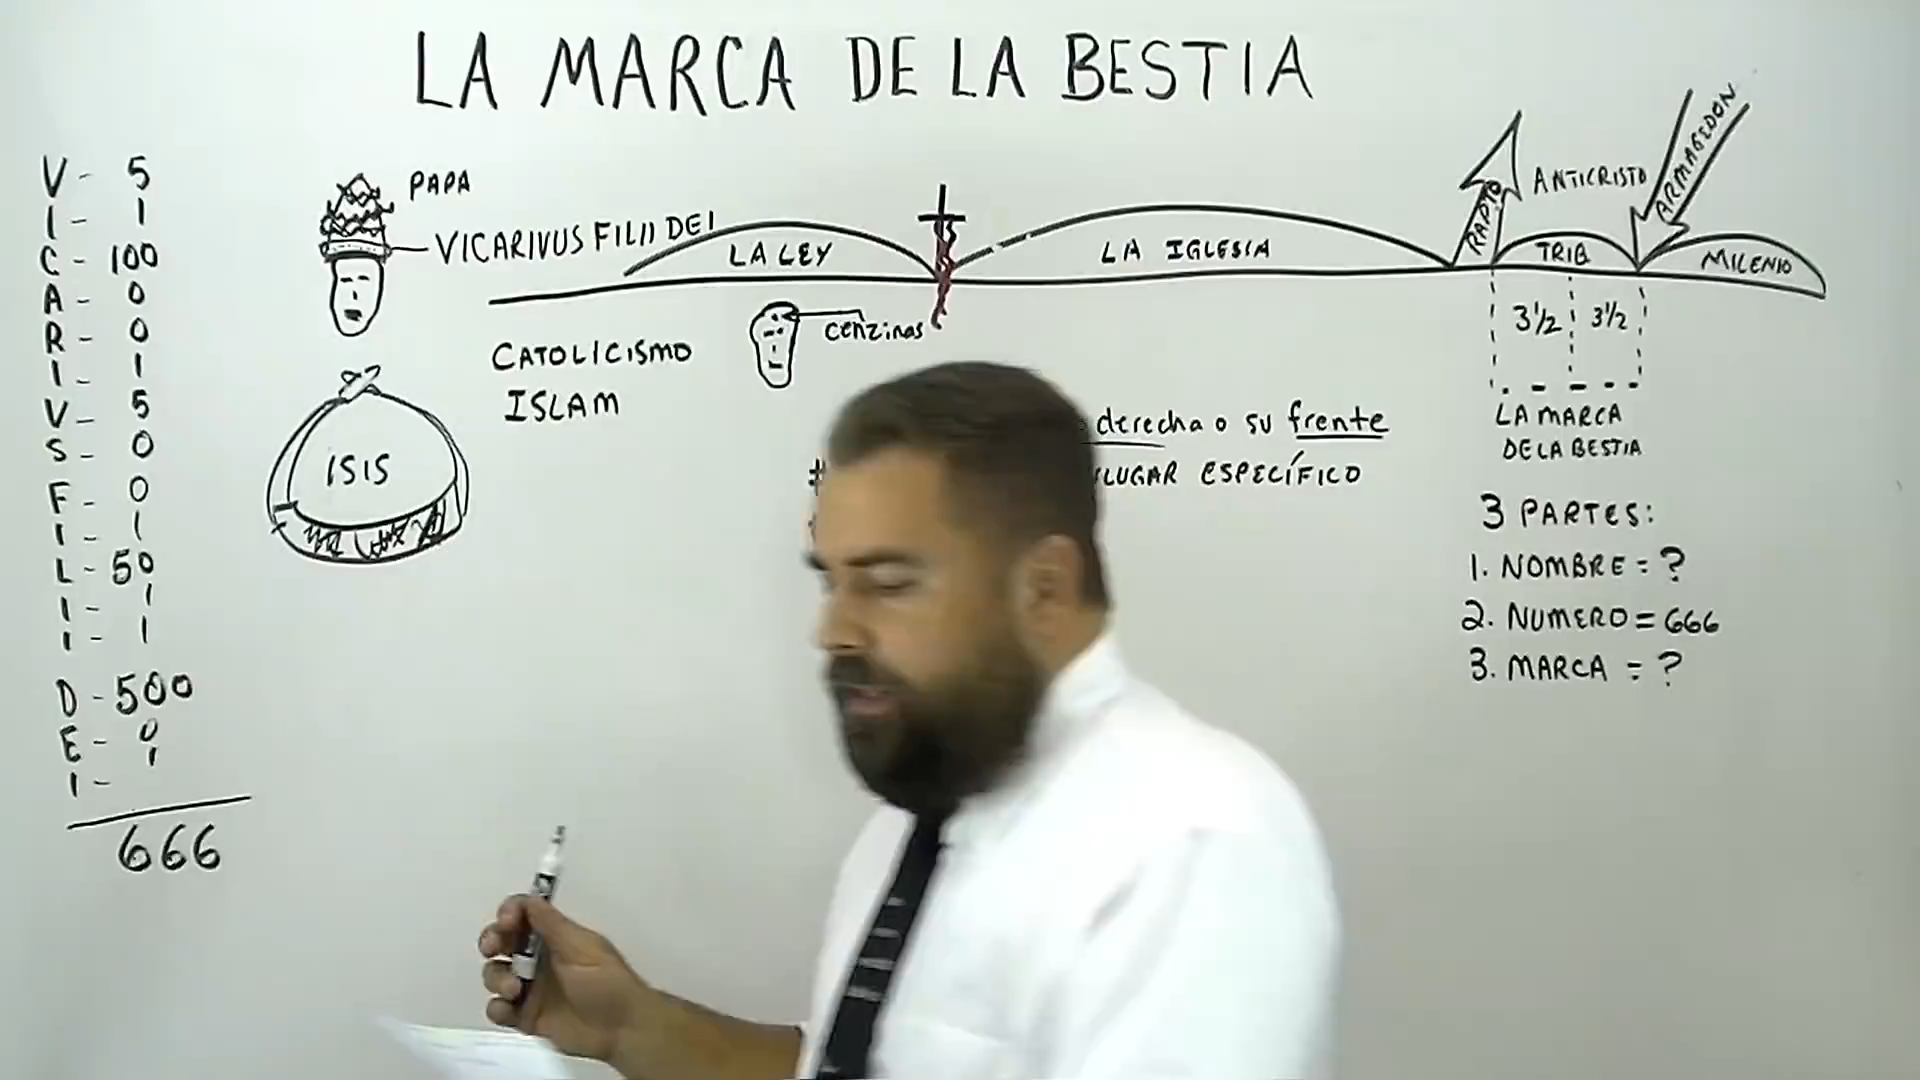 LA MARCA DE LA BESTIA
V - 5
I - 1
C - 100
A - 0
R - 0
I - 1
V - 5
S - 0
F - 0
I - 1
L - 50
I - 1
I - 1
D - 500
E - 0
I - 1
666
PAPA
VICARIVUS FILII DEI
ISIS
CATOLICISMO
ISLAM
cenzinas
LA LEY
LA IGLESIA
RAPTO
ANTICRISTO
ARMAGEDON
TRIB
MILENIO
3½ 3½
LA MARCA
DE LA BESTIA
derecha o su frente
LUGAR ESPECÍFICO
3 PARTES:
1. NOMBRE = ?
2. NUMERO = 666
3. MARCA = ?